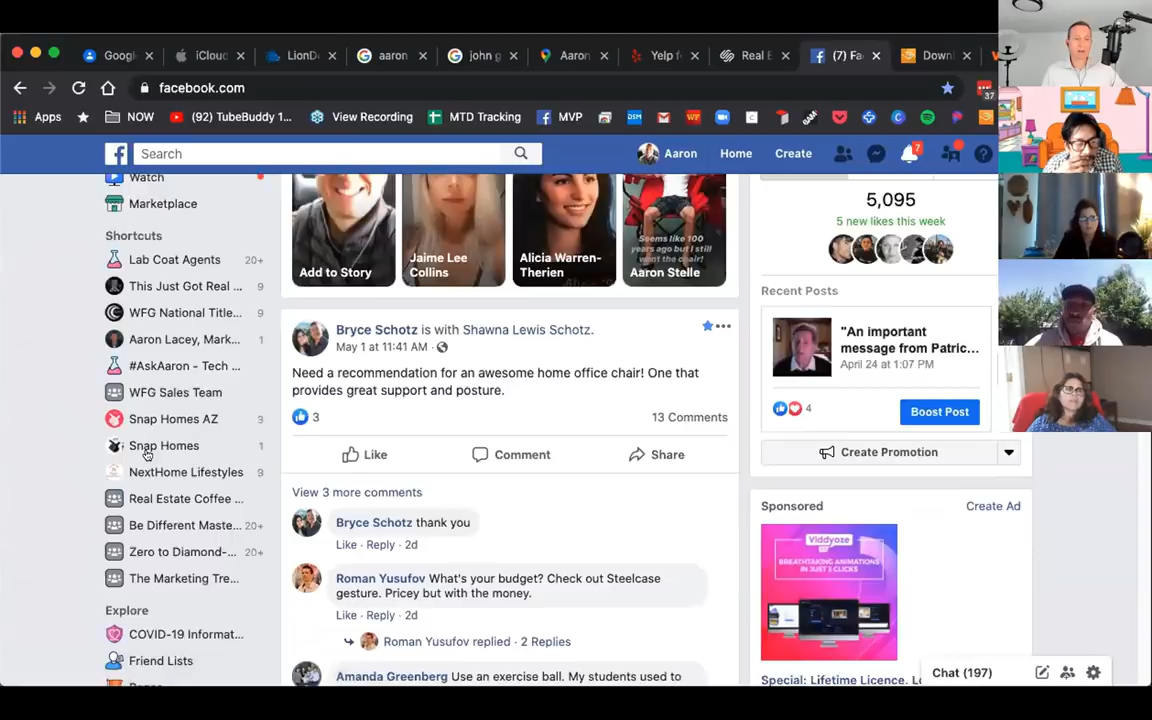 Googl
iCloud
LionDe
aaron
john g
Aaron
Yelp f
Real E
(7) Fa
Downl
facebook.com
37
Apps
NOW
(92) TubeBuddy 1...
View Recording
MTD Tracking
MVP
DSM
WF
Search
Aaron
Home
Create
7
Watch
Marketplace
Shortcuts
Lab Coat Agents 20+
This Just Got Real ... 9
WFG National Title... 9
Aaron Lacey, Mark... 1
#AskAaron - Tech ...
WFG Sales Team
Snap Homes AZ 3
Snap Homes 1
NextHome Lifestyles 9
Real Estate Coffee ...
Be Different Maste... 20+
Zero to Diamond-... 20+
The Marketing Tre...
Explore
COVID-19 Informat...
Friend Lists
Add to Story
Jaime Lee
Collins
Alicia Warren-
Therien
Seems like 100
years ago but I still
want the chair!
Aaron Stelle
Bryce Schotz is with Shawna Lewis Schotz.
May 1 at 11:41 AM ·
Need a recommendation for an awesome home office chair! One that
provides great support and posture.
3
13 Comments
Like
Comment
Share
View 3 more comments
Bryce Schotz thank you
Like · Reply · 2d
Roman Yusufov What's your budget? Check out Steelcase
gesture. Pricey but with the money.
Like · Reply · 2d
Roman Yusufov replied · 2 Replies
Amanda Greenberg Use an exercise ball. My students used to
5,095
5 new likes this week
Recent Posts
"An important
message from Patric...
April 24 at 1:07 PM
4
Boost Post
Create Promotion
Sponsored
Create Ad
Viddyoze
BREATHTAKING ANIMATIONS
IN JUST 3 CLICKS
Special: Lifetime Licence. Lo
Chat (197)